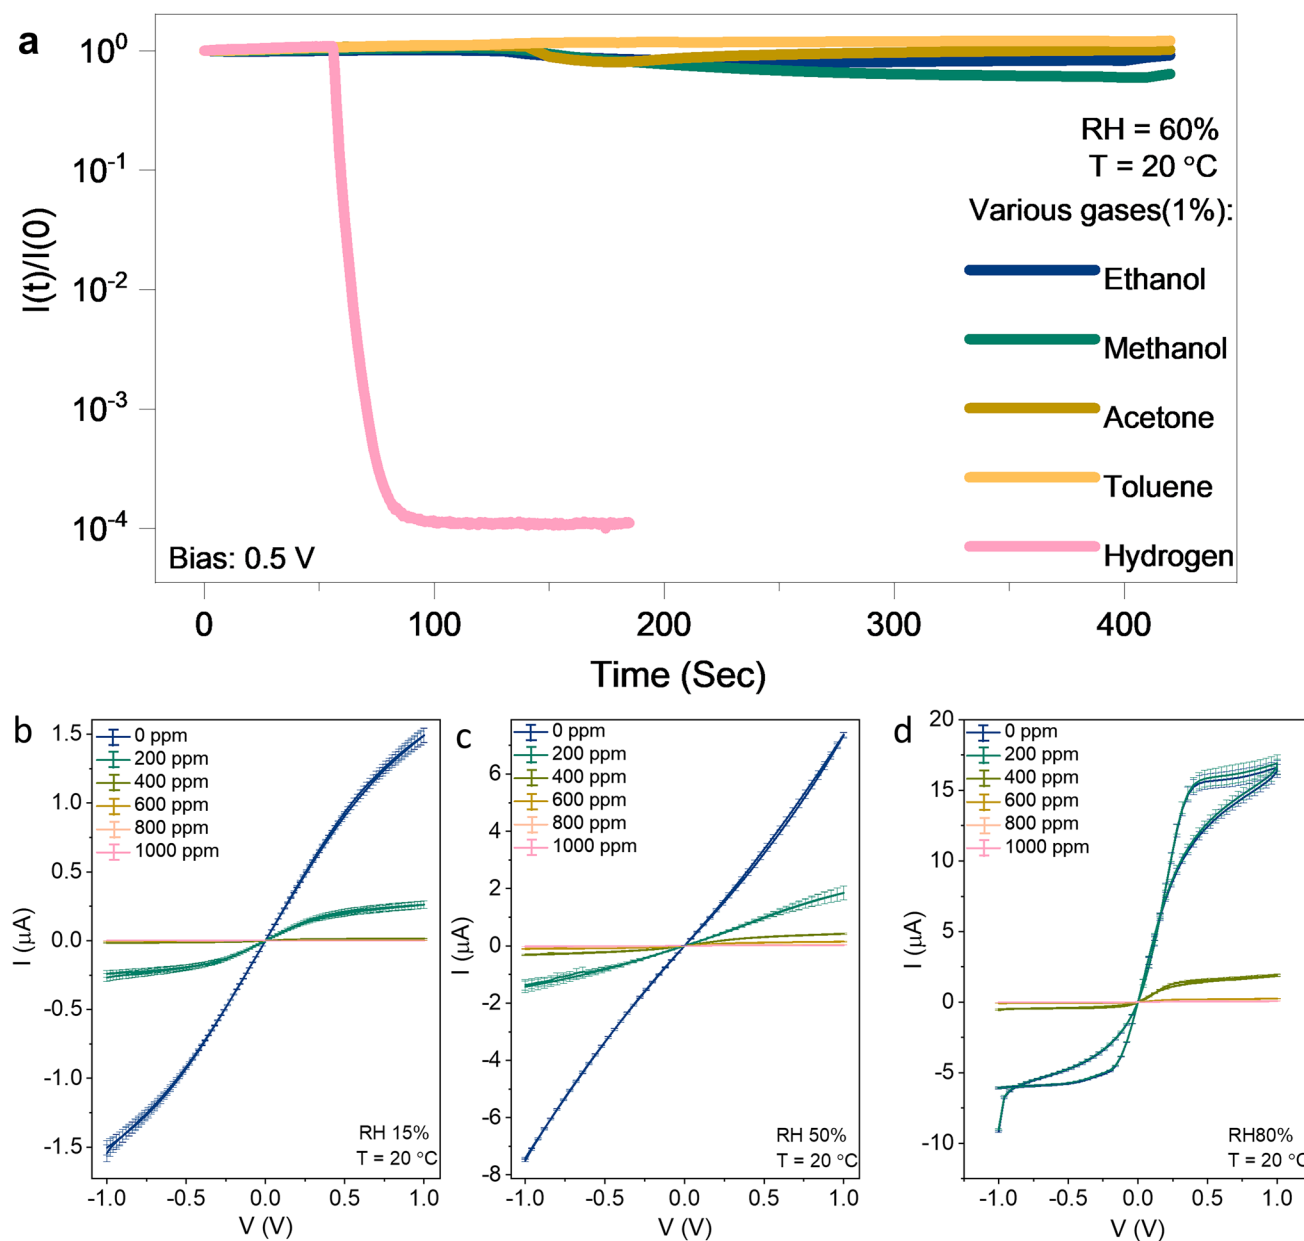 a
10⁰
10⁻¹
10⁻²
10⁻³
10⁻⁴
I(t)/I(0)
RH = 60%
T = 20 °C
Various gases(1%):
Ethanol
Methanol
Acetone
Toluene
Hydrogen
Bias: 0.5 V
0 100 200 300 400
Time (Sec)
b
0 ppm
200 ppm
400 ppm
600 ppm
800 ppm
1000 ppm
1.5
1.0
0.5
0.0
-0.5
-1.0
-1.5
I (µA)
RH 15%
T = 20 °C
-1.0 -0.5 0.0 0.5 1.0
V (V)
c
0 ppm
200 ppm
400 ppm
600 ppm
800 ppm
1000 ppm
6
4
2
0
-2
-4
-6
-8
I (µA)
RH 50%
T = 20 °C
-1.0 -0.5 0.0 0.5 1.0
V (V)
d
0 ppm
200 ppm
400 ppm
600 ppm
800 ppm
1000 ppm
20
15
10
5
0
-5
-10
I (µA)
RH80%
T = 20 °C
-1.0 -0.5 0.0 0.5 1.0
V (V)